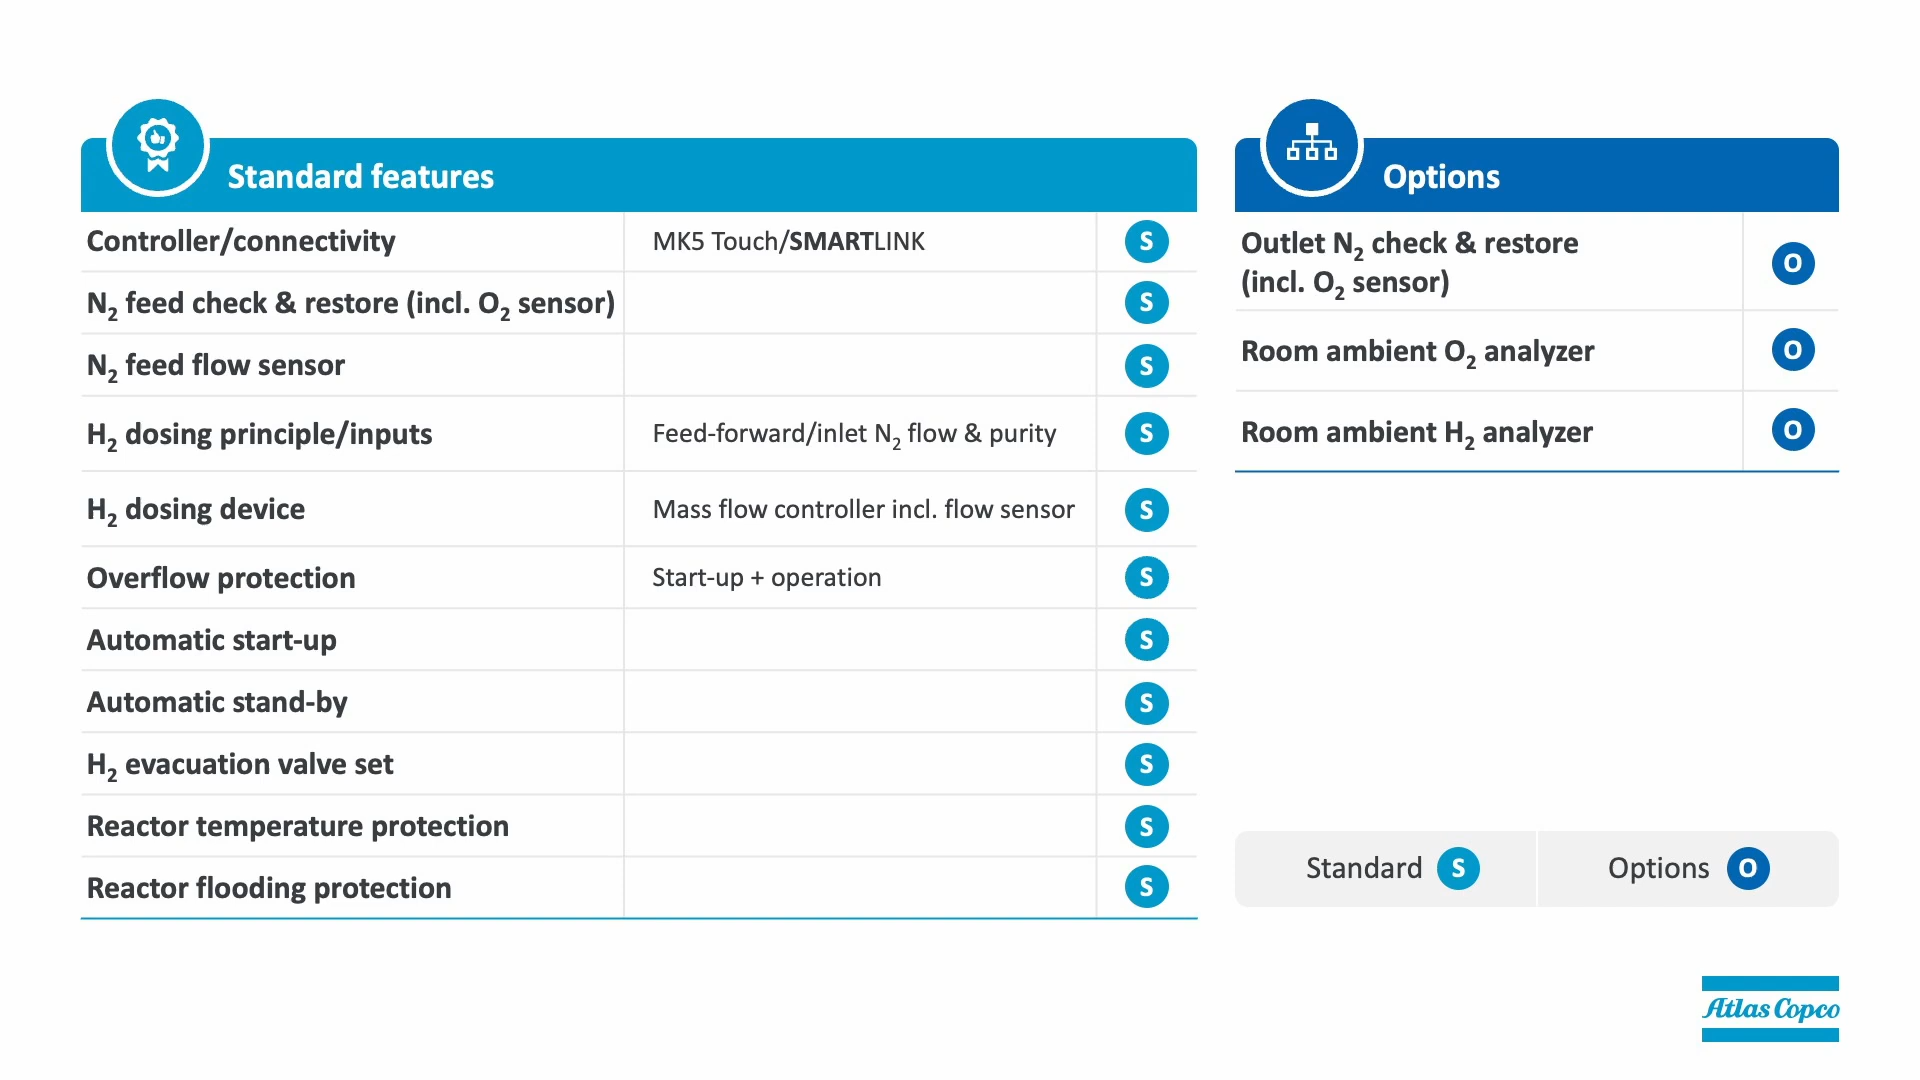 Standard features
Controller/connectivity MK5 Touch/SMARTLINK S
N₂ feed check & restore (incl. O₂ sensor) S
N₂ feed flow sensor S
H₂ dosing principle/inputs Feed-forward/inlet N₂ flow & purity S
H₂ dosing device Mass flow controller incl. flow sensor S
Overflow protection Start-up + operation S
Automatic start-up S
Automatic stand-by S
H₂ evacuation valve set S
Reactor temperature protection S
Reactor flooding protection S
Options
Outlet N₂ check & restore
(incl. O₂ sensor) O
Room ambient O₂ analyzer O
Room ambient H₂ analyzer O
Standard S Options O
Atlas Copco